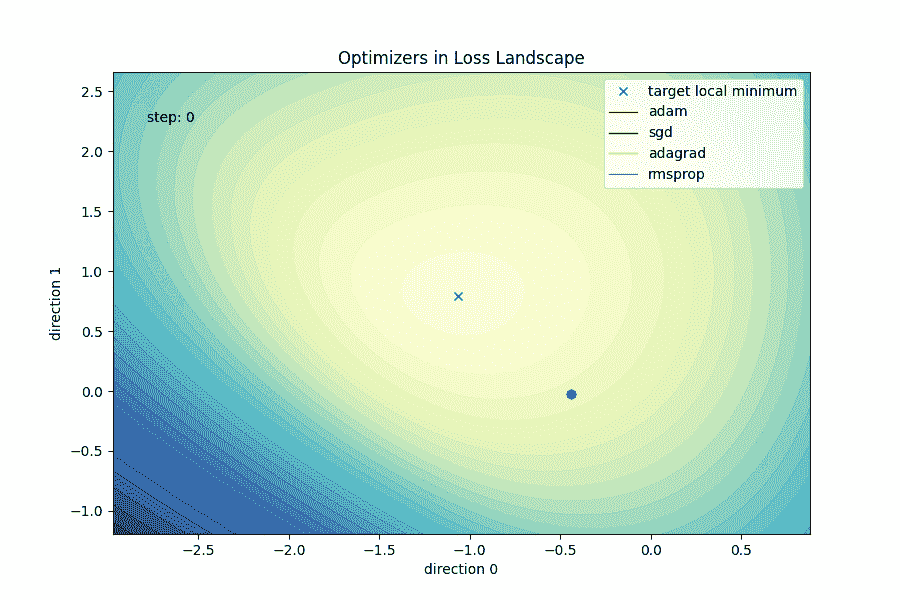 Optimizers in Loss Landscape
step: 0
target local minimum
adam
sgd
adagrad
rmsprop
2.5
2.0
1.5
1.0
0.5
0.0
−0.5
−1.0
direction 1
−2.5 −2.0 −1.5 −1.0 −0.5 0.0 0.5
direction 0